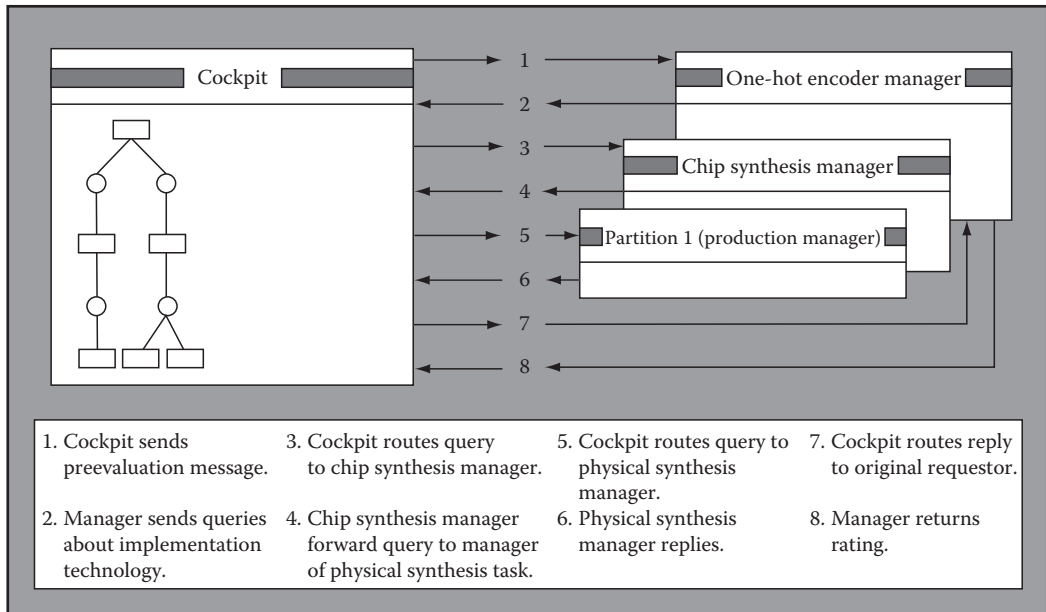 Cockpit
1
One-hot encoder manager
2
3
Chip synthesis manager
4
5
Partition 1 (production manager)
6
7
8
1. Cockpit sends
preevaluation message.
2. Manager sends queries
about implementation
technology.
3. Cockpit routes query
to chip synthesis manager.
4. Chip synthesis manager
forward query to manager
of physical synthesis task.
5. Cockpit routes query to
physical synthesis
manager.
6. Physical synthesis
manager replies.
7. Cockpit routes reply
to original requestor.
8. Manager returns
rating.